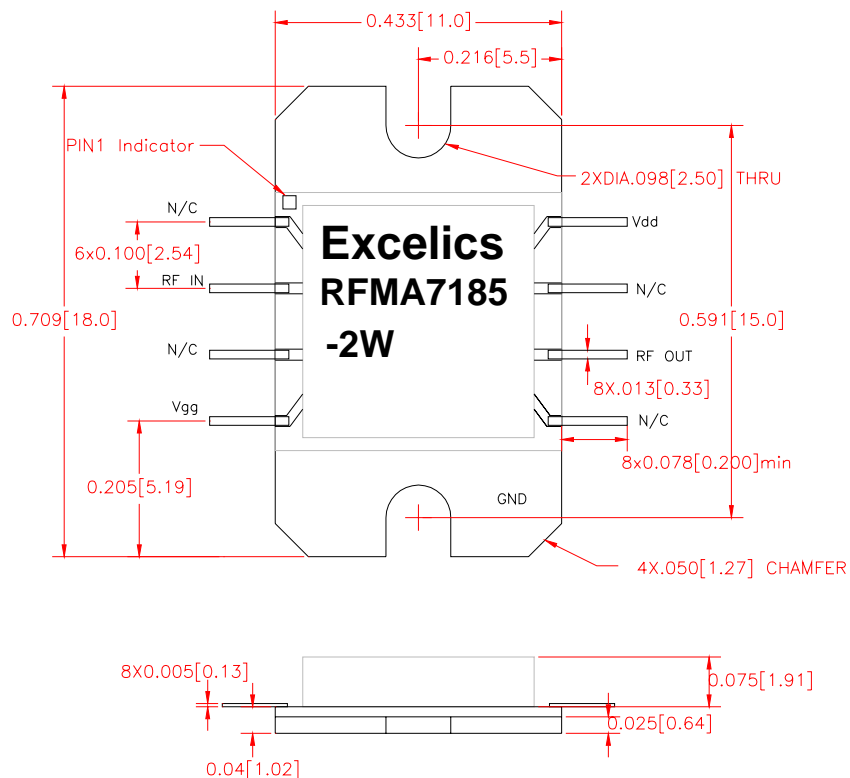 0.433[11.0]
0.216[5.5]
PIN1 Indicator
2XDIA.098[2.50] THRU
N/C
Vdd
6x0.100[2.54]
Excelics
RFMA7185
-2W
RF IN
N/C
0.709[18.0]
0.591[15.0]
N/C
RF OUT
8X.013[0.33]
Vgg
N/C
8x0.078[0.200]min
0.205[5.19]
GND
4X.050[1.27] CHAMFER
8X0.005[0.13]
0.075[1.91]
0.025[0.64]
0.04[1.02]